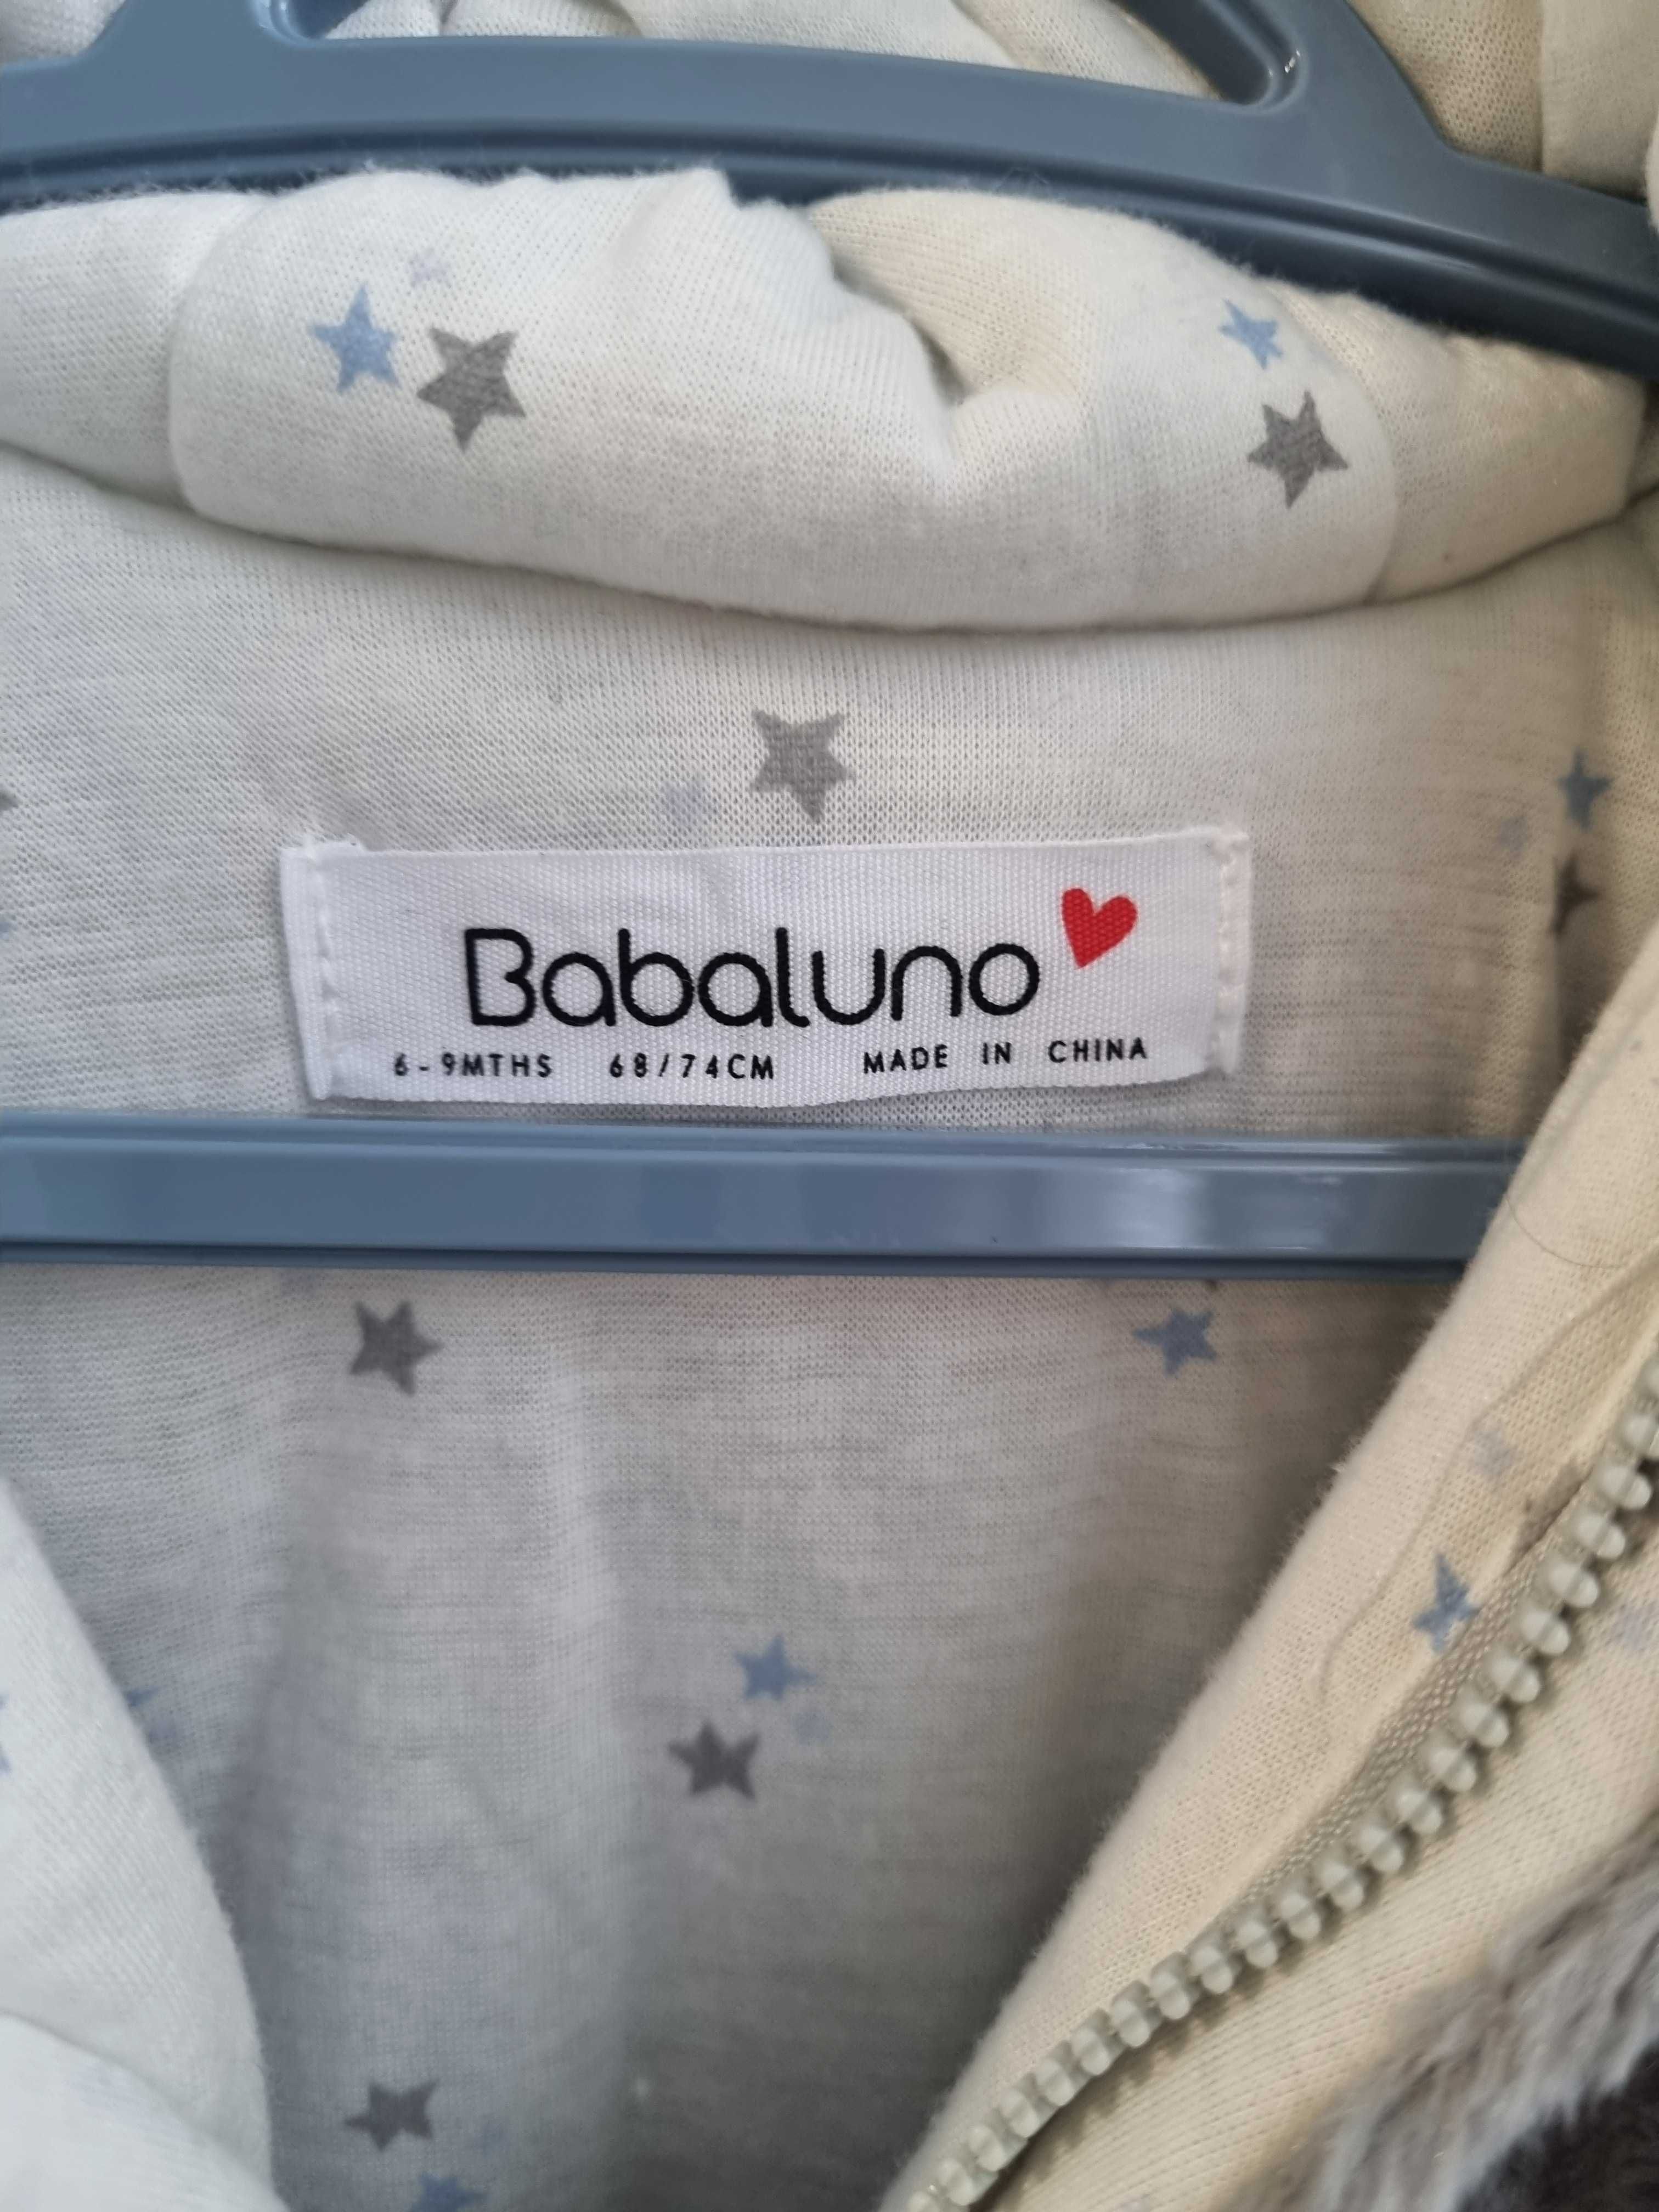 Babaluno
6-9MTHS 68/74CM MADE IN CHINA